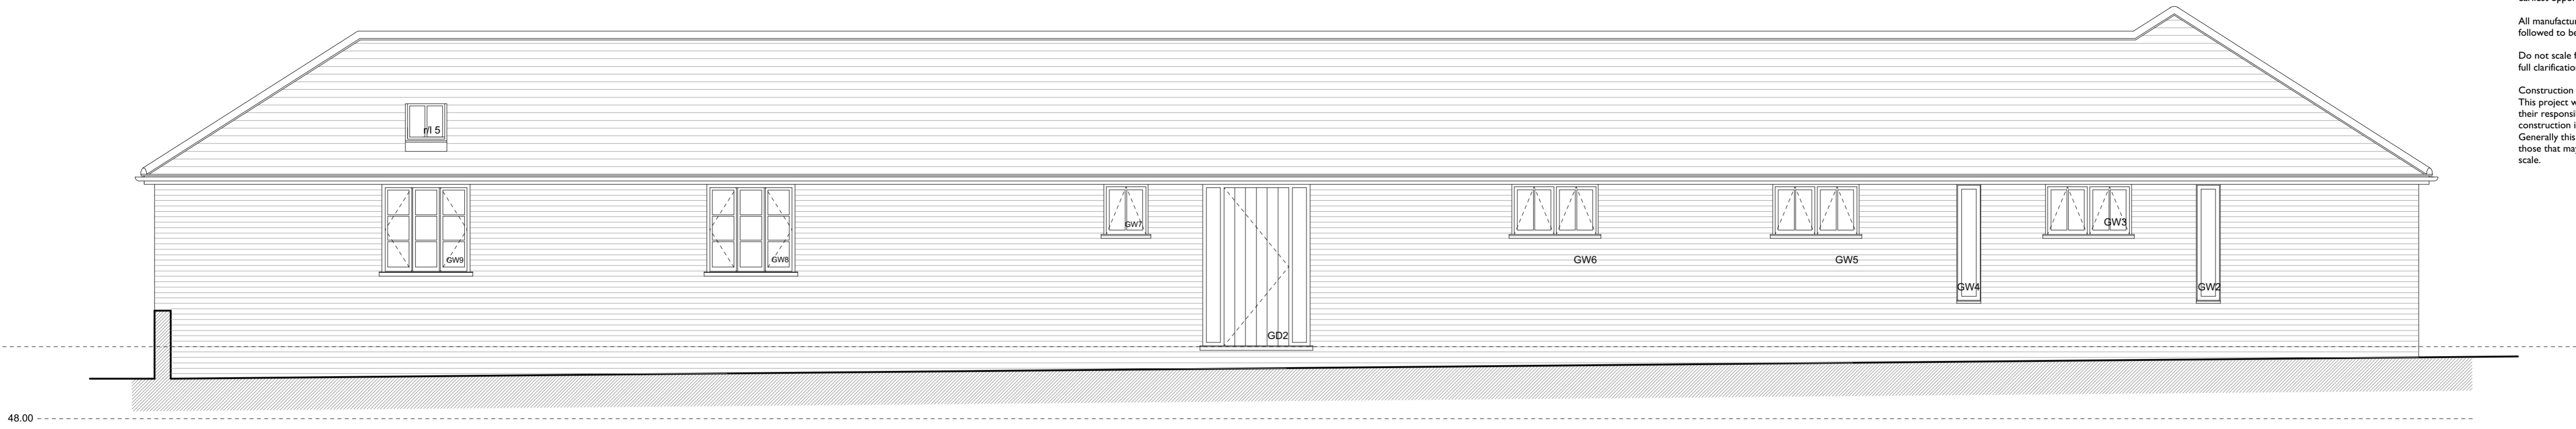 All manufactu
followed to be
Do not scale
full clarificatio
Construction
This project
their responsi
construction i
Generally this
those that ma
scale.
r/l 5
GW9
GW8
GW7
GD2
GW6
GW5
GW4
GW3
GW2
48.00